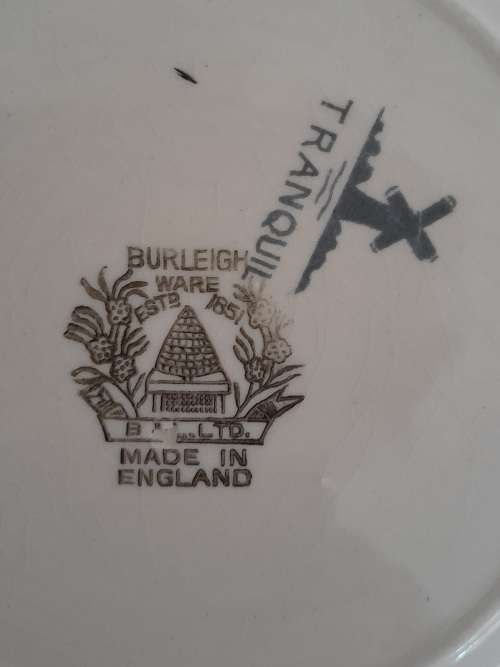 TRANQUIL
BURLEIGH
WARE
ESTD 1851
LTD.
MADE IN
ENGLAND